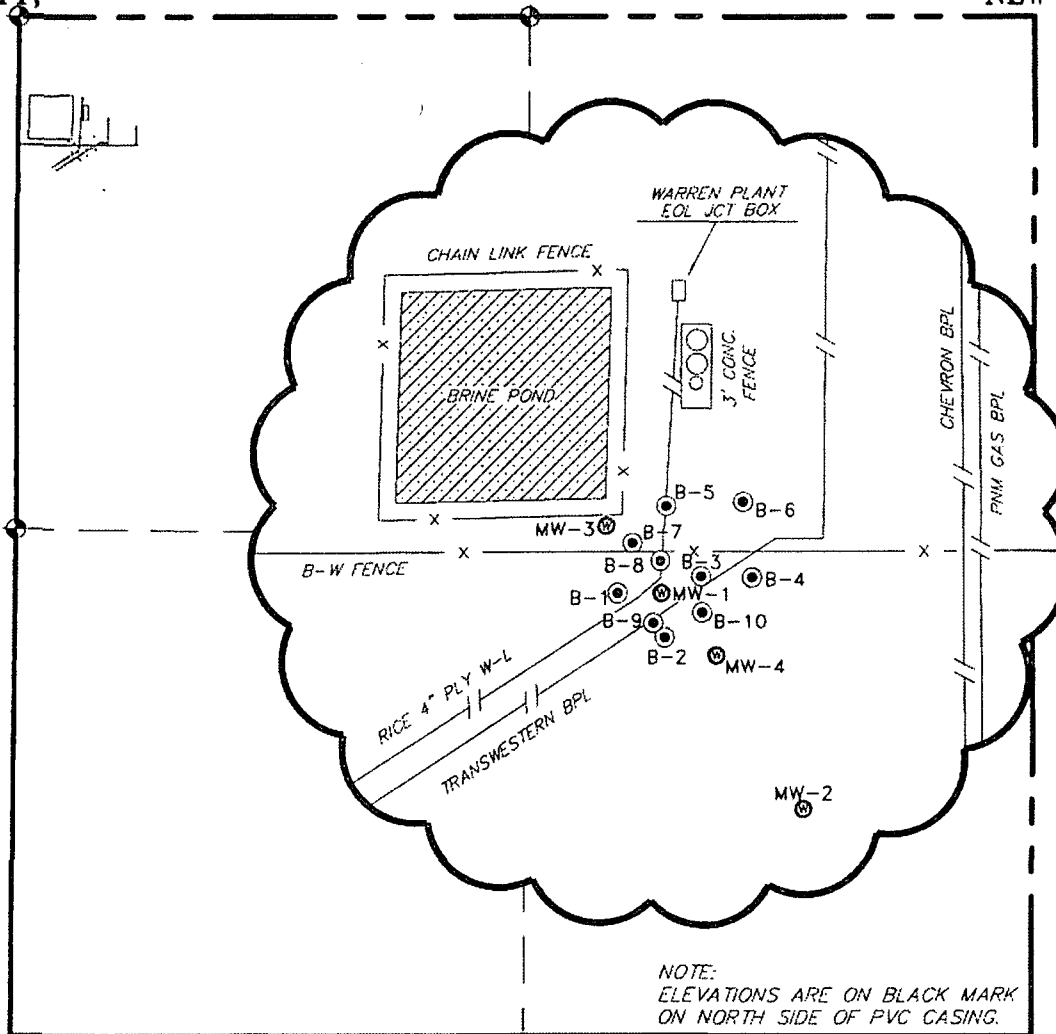 NEW
WARREN PLANT
EOL JCT BOX
CHAIN LINK FENCE
BRINE POND
3' CONC.
FENCE
CHEVRON BPL
PNM GAS BPL
B-5
B-6
MW-3
B-7
B-8
B-3
B-4
B-W FENCE
B-1
MW-1
B-9
B-10
B-2
MW-4
RICE 4" PLY W-L
TRANSWESTERN BPL
MW-2
NOTE:
ELEVATIONS ARE ON BLACK MARK
ON NORTH SIDE OF PVC CASING.